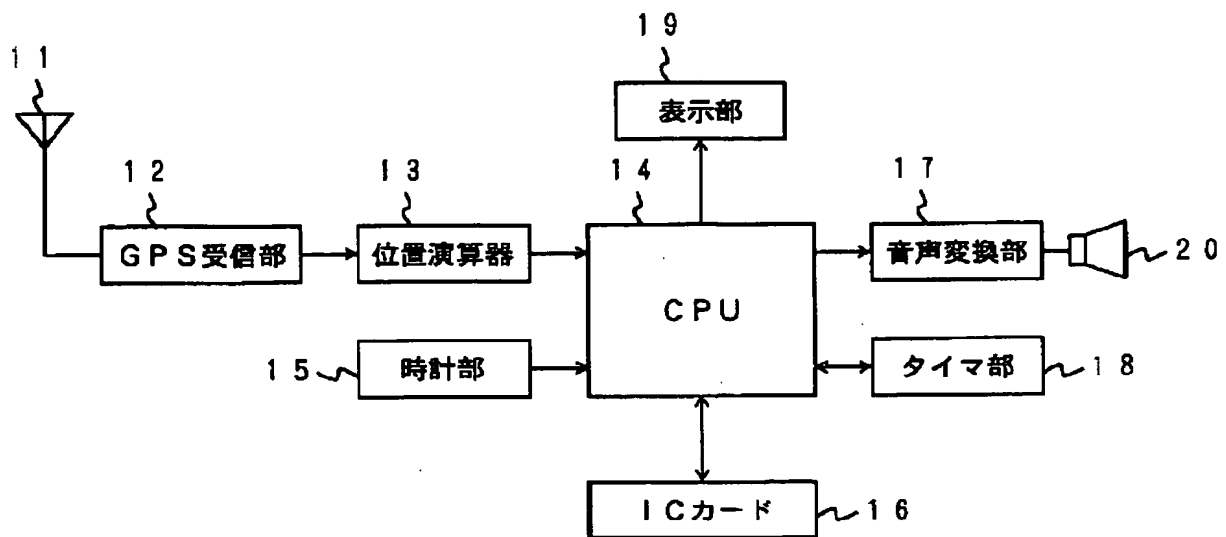 １９
１１
表示部
１２
１３
１４
１７
ＧＰＳ受信部
位置演算器
ＣＰＵ
音声変換部
２０
１５
時計部
タイマ部
１８
ＩＣカード
１６